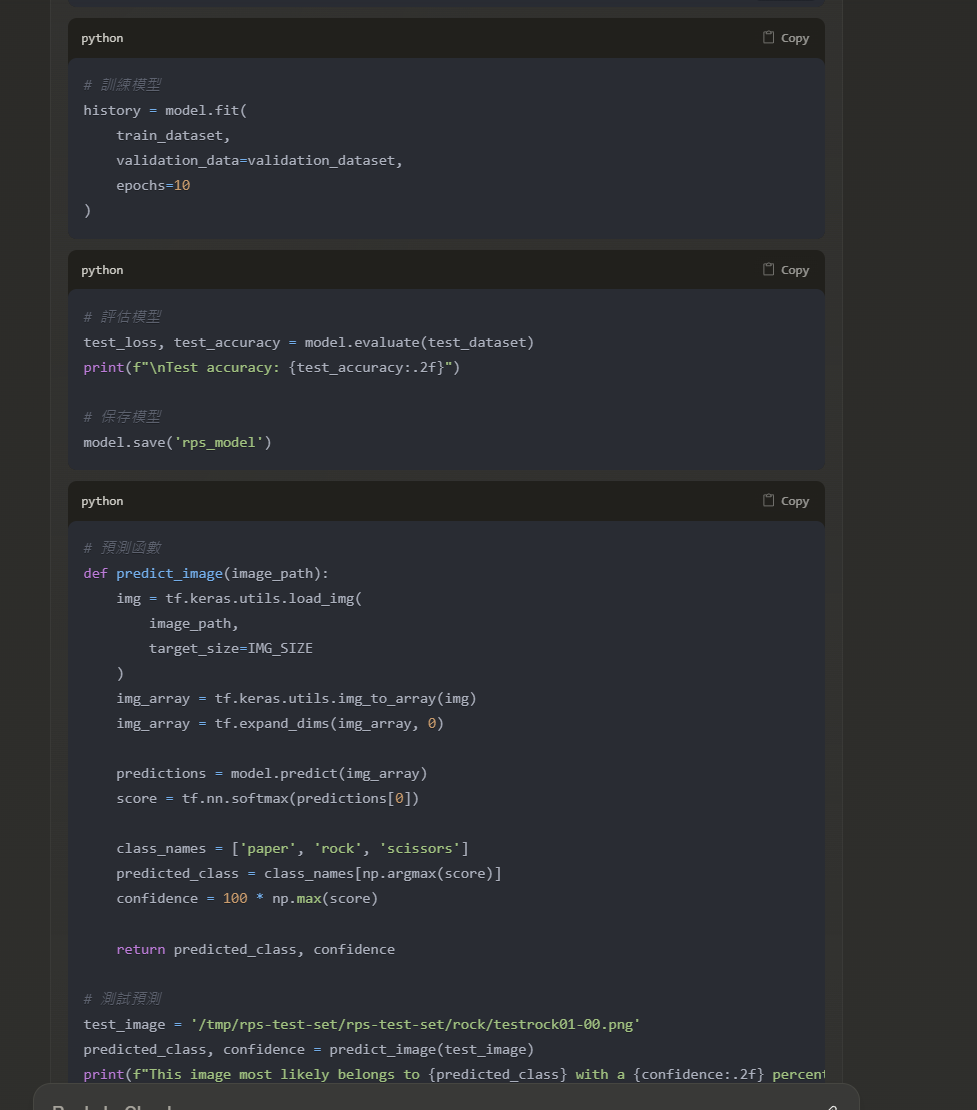 python
Copy
# 訓練模型
history = model.fit(
    train_dataset,
    validation_data=validation_dataset,
    epochs=10
)
python
Copy
# 評估模型
test_loss, test_accuracy = model.evaluate(test_dataset)
print(f"\nTest accuracy: {test_accuracy:.2f}")
# 保存模型
model.save('rps_model')
python
Copy
# 預測函數
def predict_image(image_path):
    img = tf.keras.utils.load_img(
        image_path,
        target_size=IMG_SIZE
    )
    img_array = tf.keras.utils.img_to_array(img)
    img_array = tf.expand_dims(img_array, 0)
    predictions = model.predict(img_array)
    score = tf.nn.softmax(predictions[0])
    class_names = ['paper', 'rock', 'scissors']
    predicted_class = class_names[np.argmax(score)]
    confidence = 100 * np.max(score)
    return predicted_class, confidence
# 測試預測
test_image = '/tmp/rps-test-set/rps-test-set/rock/testrock01-00.png'
predicted_class, confidence = predict_image(test_image)
print(f"This image most likely belongs to {predicted_class} with a {confidence:.2f} percent